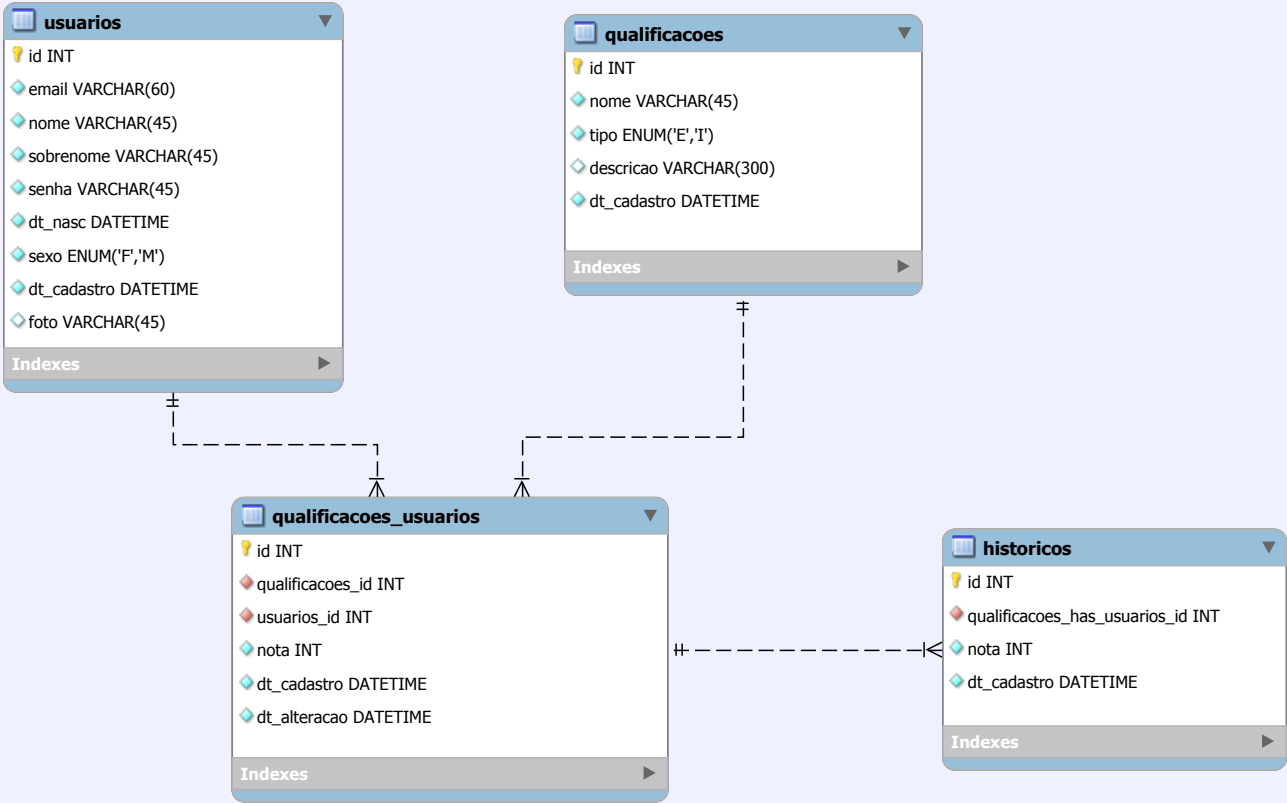 usuarios
id INT
email VARCHAR(60)
nome VARCHAR(45)
sobrenome VARCHAR(45)
senha VARCHAR(45)
dt_nasc DATETIME
sexo ENUM('F','M')
dt_cadastro DATETIME
foto VARCHAR(45)
Indexes
qualificacoes
id INT
nome VARCHAR(45)
tipo ENUM('E','I')
descricao VARCHAR(300)
dt_cadastro DATETIME
Indexes
qualificacoes_usuarios
id INT
qualificacoes_id INT
usuarios_id INT
nota INT
dt_cadastro DATETIME
dt_alteracao DATETIME
Indexes
historicos
id INT
qualificacoes_has_usuarios_id INT
nota INT
dt_cadastro DATETIME
Indexes